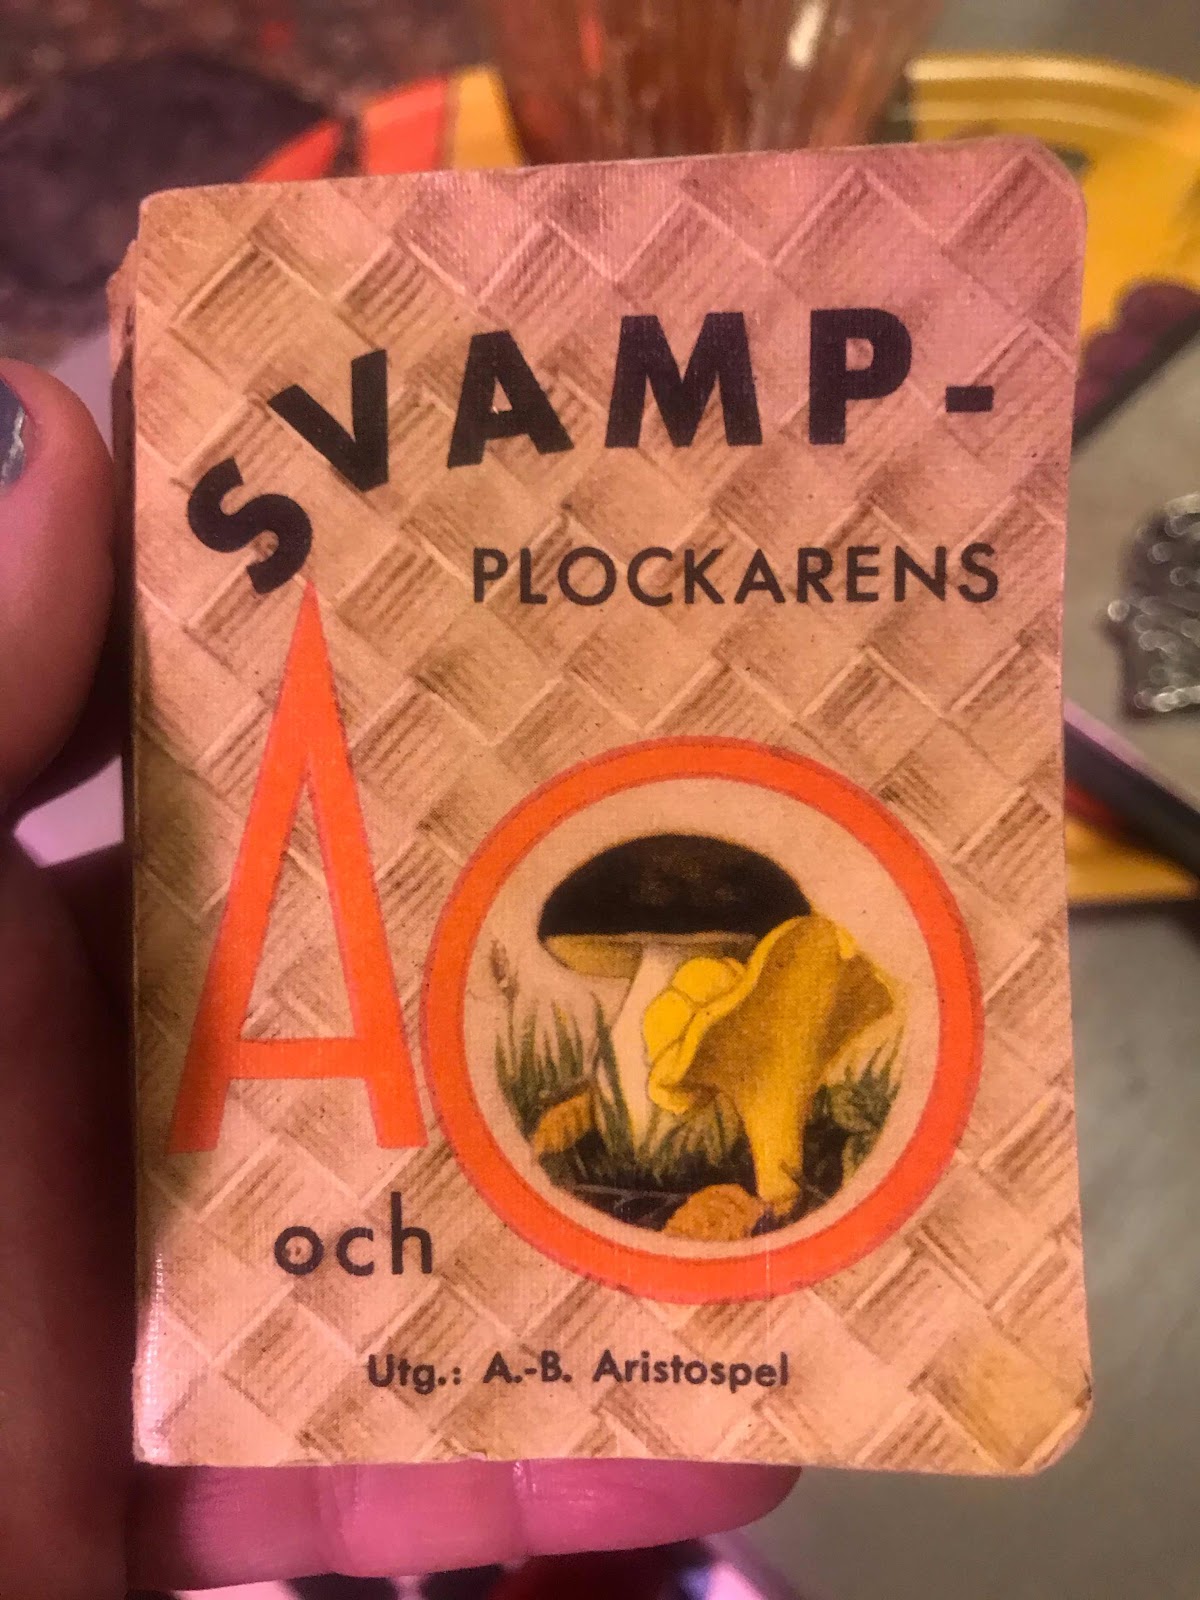 SVAMP-
PLOCKARENS
A
och
O
Utg.: A.-B. Aristospel